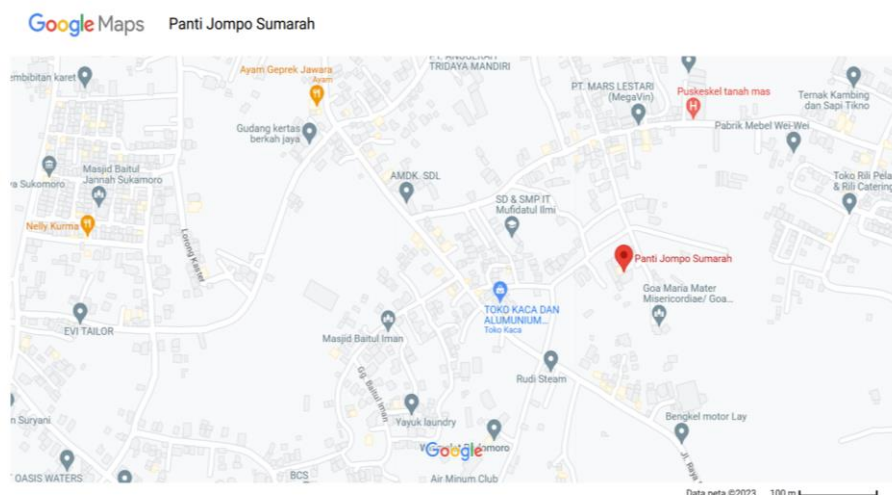 Google Maps Panti Jompo Sumarah
TRIDAYA MANDIRI
embibitan karet
Ayam Geprek Jawara
Ayam
PT. MARS LESTARI
(MegaVin)
Puskeskel tanah mas
Ternak Kambing
dan Sapi Tikno
Gudang kertas
berkah jaya
Pabrik Mebel Wei-Wei
Masjid Baitul
Jannah Sukamoro
a Sukomoro
AMDK. SDL
Toko Rili Pela
& Rili Catering
SD & SMP IT
Mufidatul Ilmi
Nelly Kurma
Lorong Kaster
Panti Jompo Sumarah
Goa Maria Mater
Misericordiae/ Goa...
TOKO KACA DAN
ALUMUNIUM...
Toko Kaca
EVI TAILOR
Masjid Baitul Iman
Rudi Steam
Gg. Baitul Iman
n Suryani
Yayuk laundry
Bengkel motor Lay
Google
Jl. Raya
OASIS WATERS
BCS
Air Minum Club
Data peta ©2023 100 m